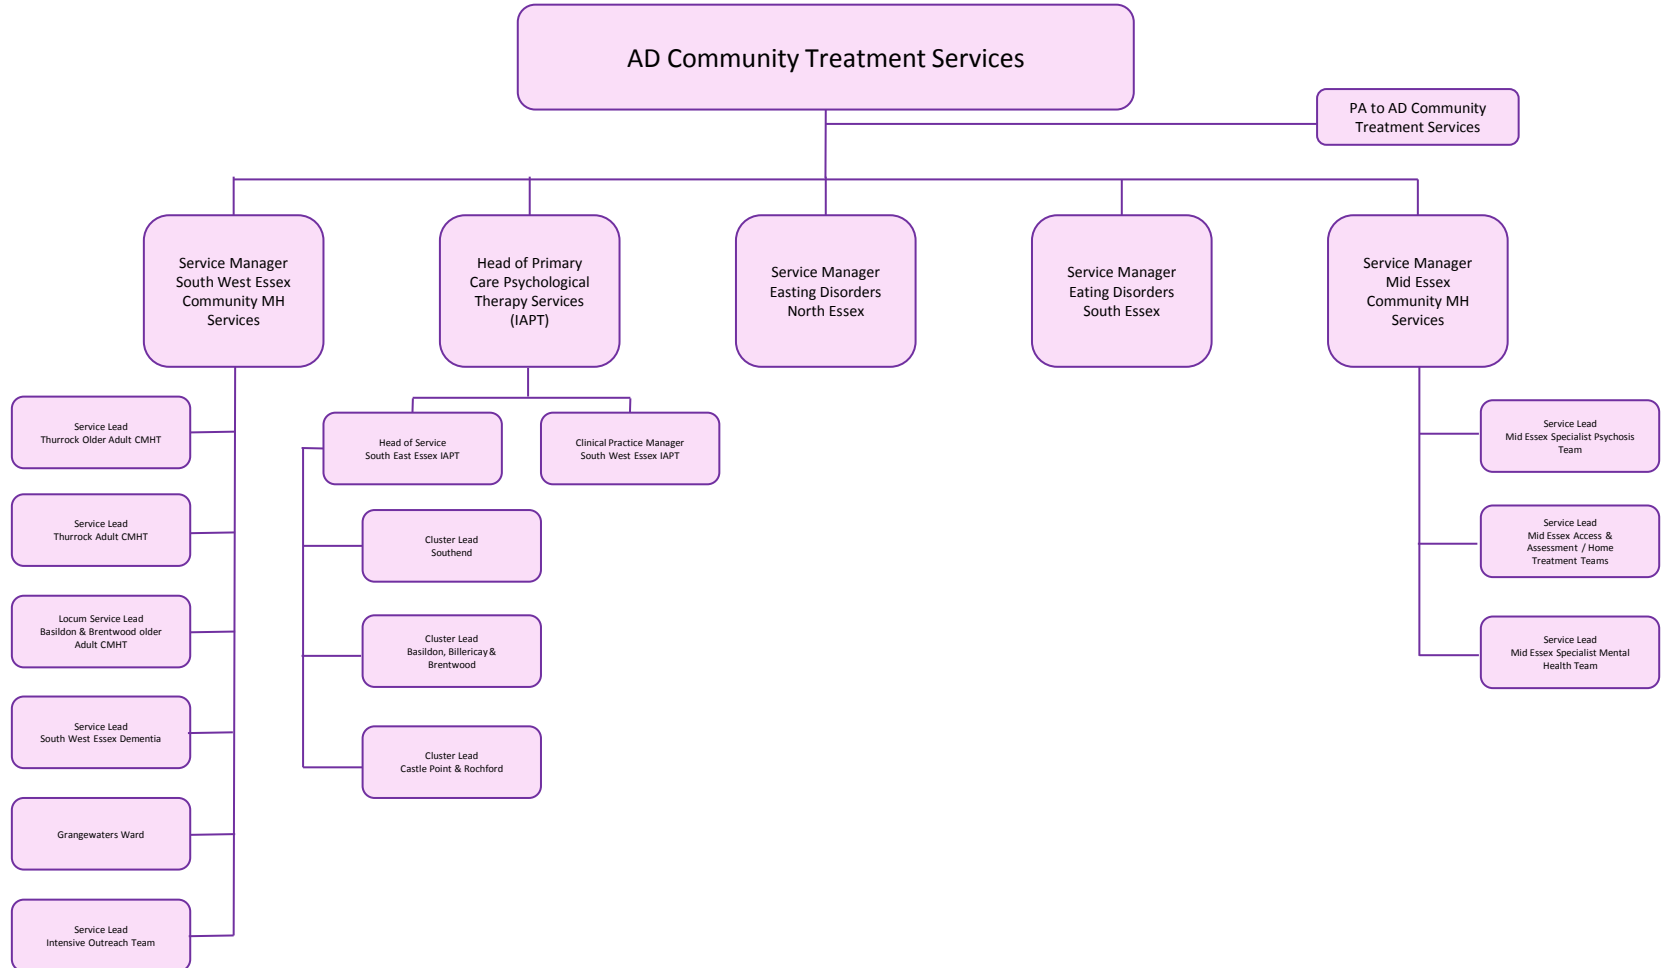 AD Community Treatment Services
PA to AD Community
Treatment Services
Service Manager
South West Essex
Community MH
Services
Head of Primary
Care Psychological
Therapy Services
(IAPT)
Service Manager
Easting Disorders
North Essex
Service Manager
Eating Disorders
South Essex
Service Manager
Mid Essex
Community MH
Services
Service Lead
Thurrock Older Adult CMHT
Service Lead
Thurrock Adult CMHT
Locum Service Lead
Basildon & Brentwood older
Adult CMHT
Service Lead
South West Essex Dementia
Grangewaters Ward
Service Lead
Intensive Outreach Team
Head of Service
South East Essex IAPT
Clinical Practice Manager
South West Essex IAPT
Cluster Lead
Southend
Cluster Lead
Basildon, Billericay &
Brentwood
Cluster Lead
Castle Point & Rochford
Service Lead
Mid Essex Specialist Psychosis
Team
Service Lead
Mid Essex Access &
Assessment / Home
Treatment Teams
Service Lead
Mid Essex Specialist Mental
Health Team